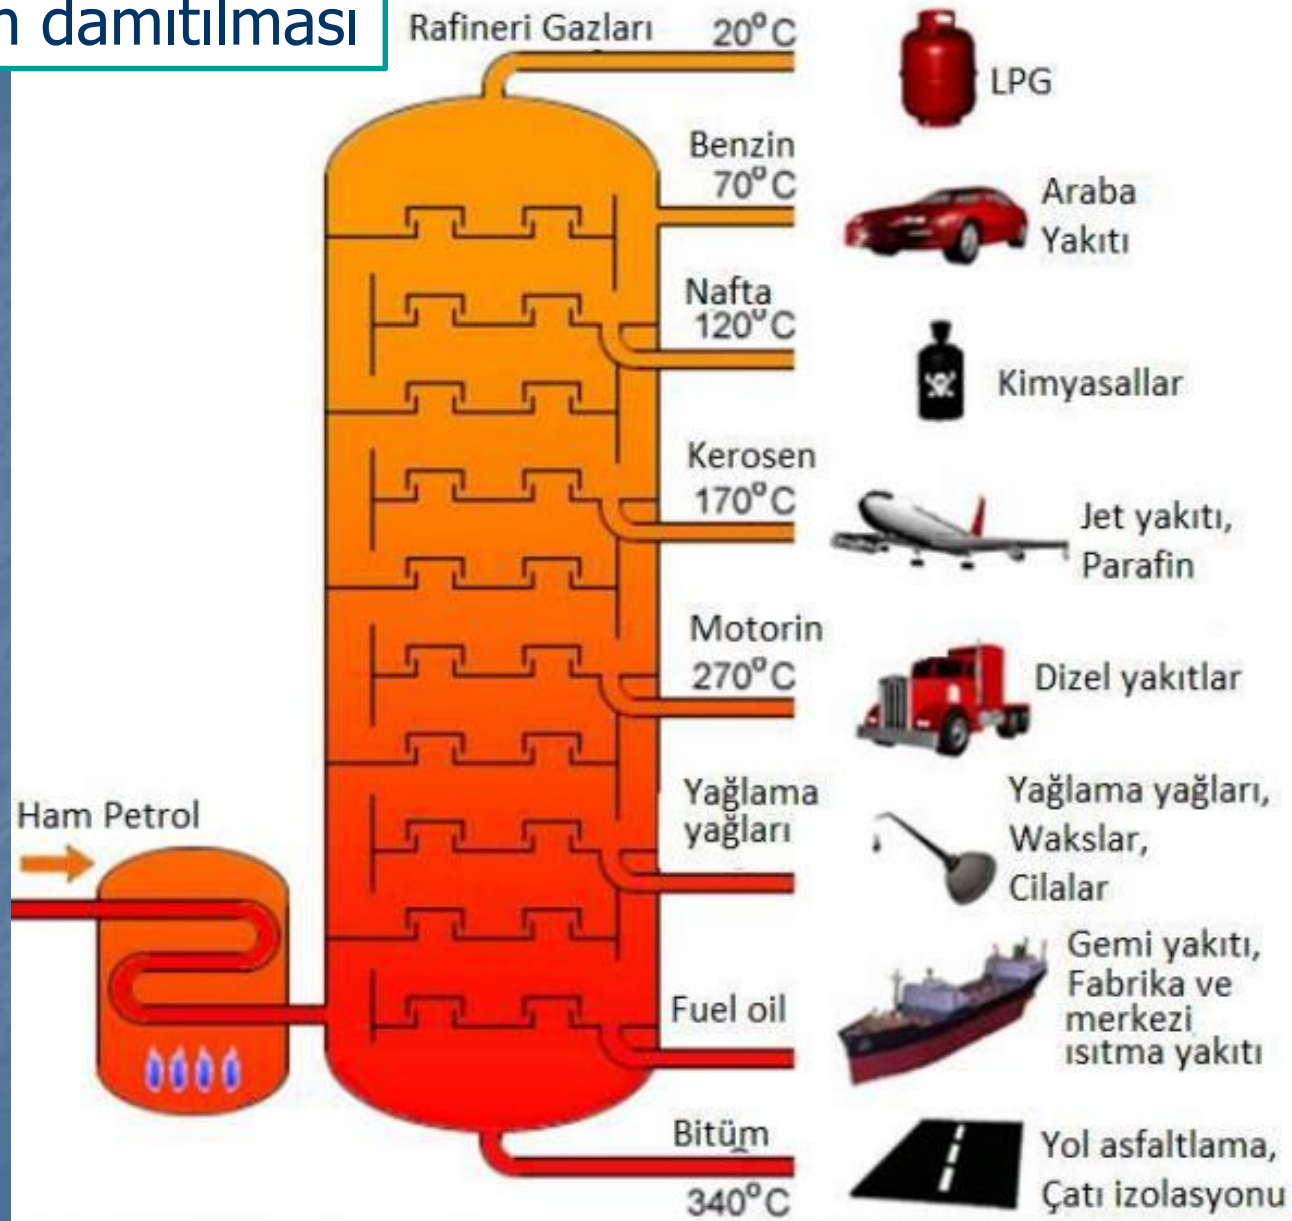 n damıtılması
Rafineri Gazları 20°C
LPG
Benzin
70°C
Araba
Yakıtı
Nafta
120°C
Kimyasallar
Kerosen
170°C
Jet yakıtı,
Parafin
Motorin
270°C
Dizel yakıtlar
Ham Petrol
Yağlama
yağları
Yağlama yağları,
Wakslar,
Cilalar
Fuel oil
Gemi yakıtı,
Fabrika ve
merkezi
ısıtma yakıtı
Bitüm
340°C
Yol asfaltlama,
Çatı izolasyonu